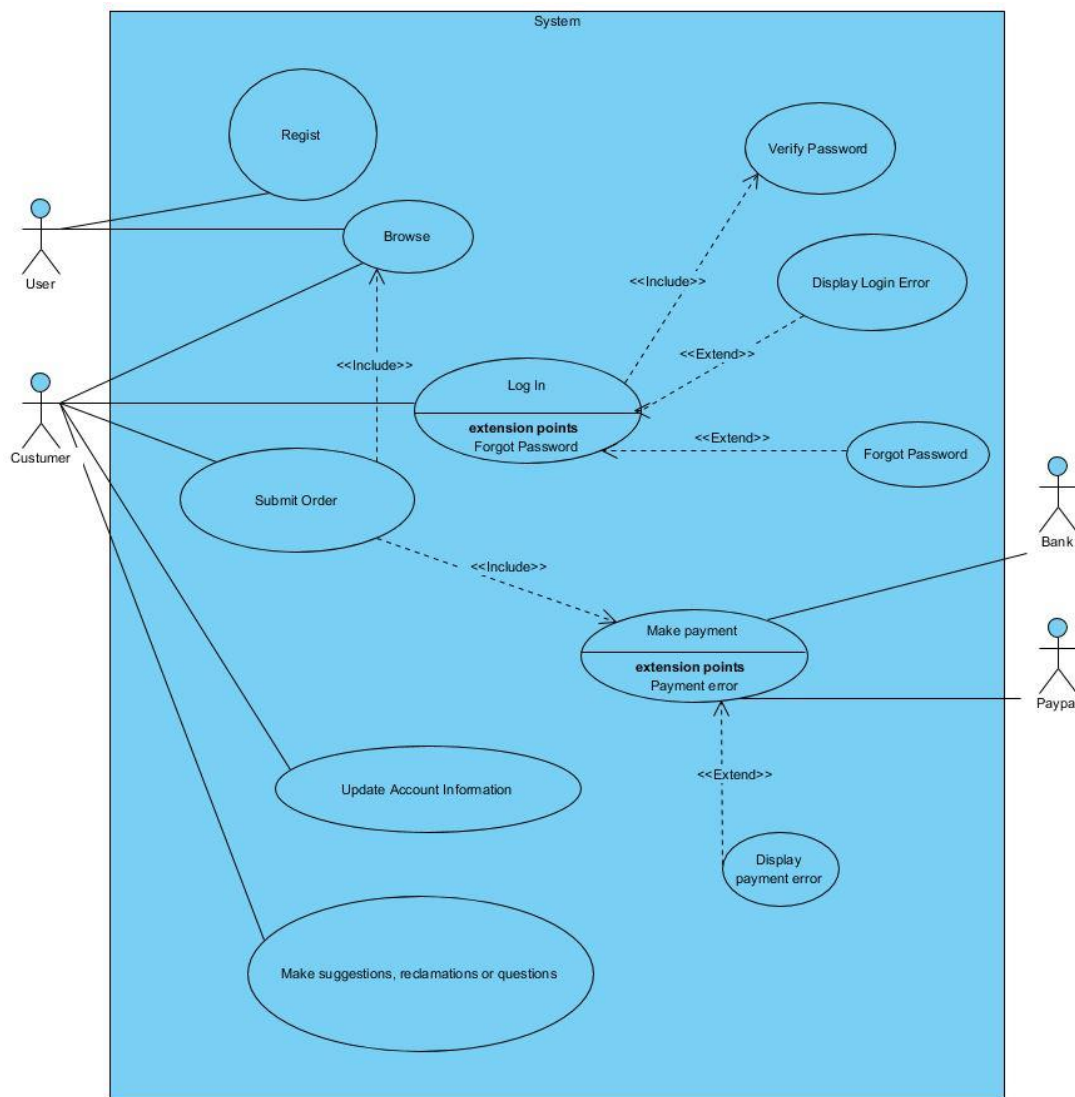 System
Regist
Verify Password
Browse
User
<<Include>>
Display Login Error
<<Extend>>
<<Include>>
Log In
extension points
Forgot Password
Custumer
<<Extend>>
Forgot Password
Submit Order
Bank
<<Include>>
Make payment
extension points
Payment error
Paypa
<<Extend>>
Update Account Information
Display
payment error
Make suggestions, reclamations or questions